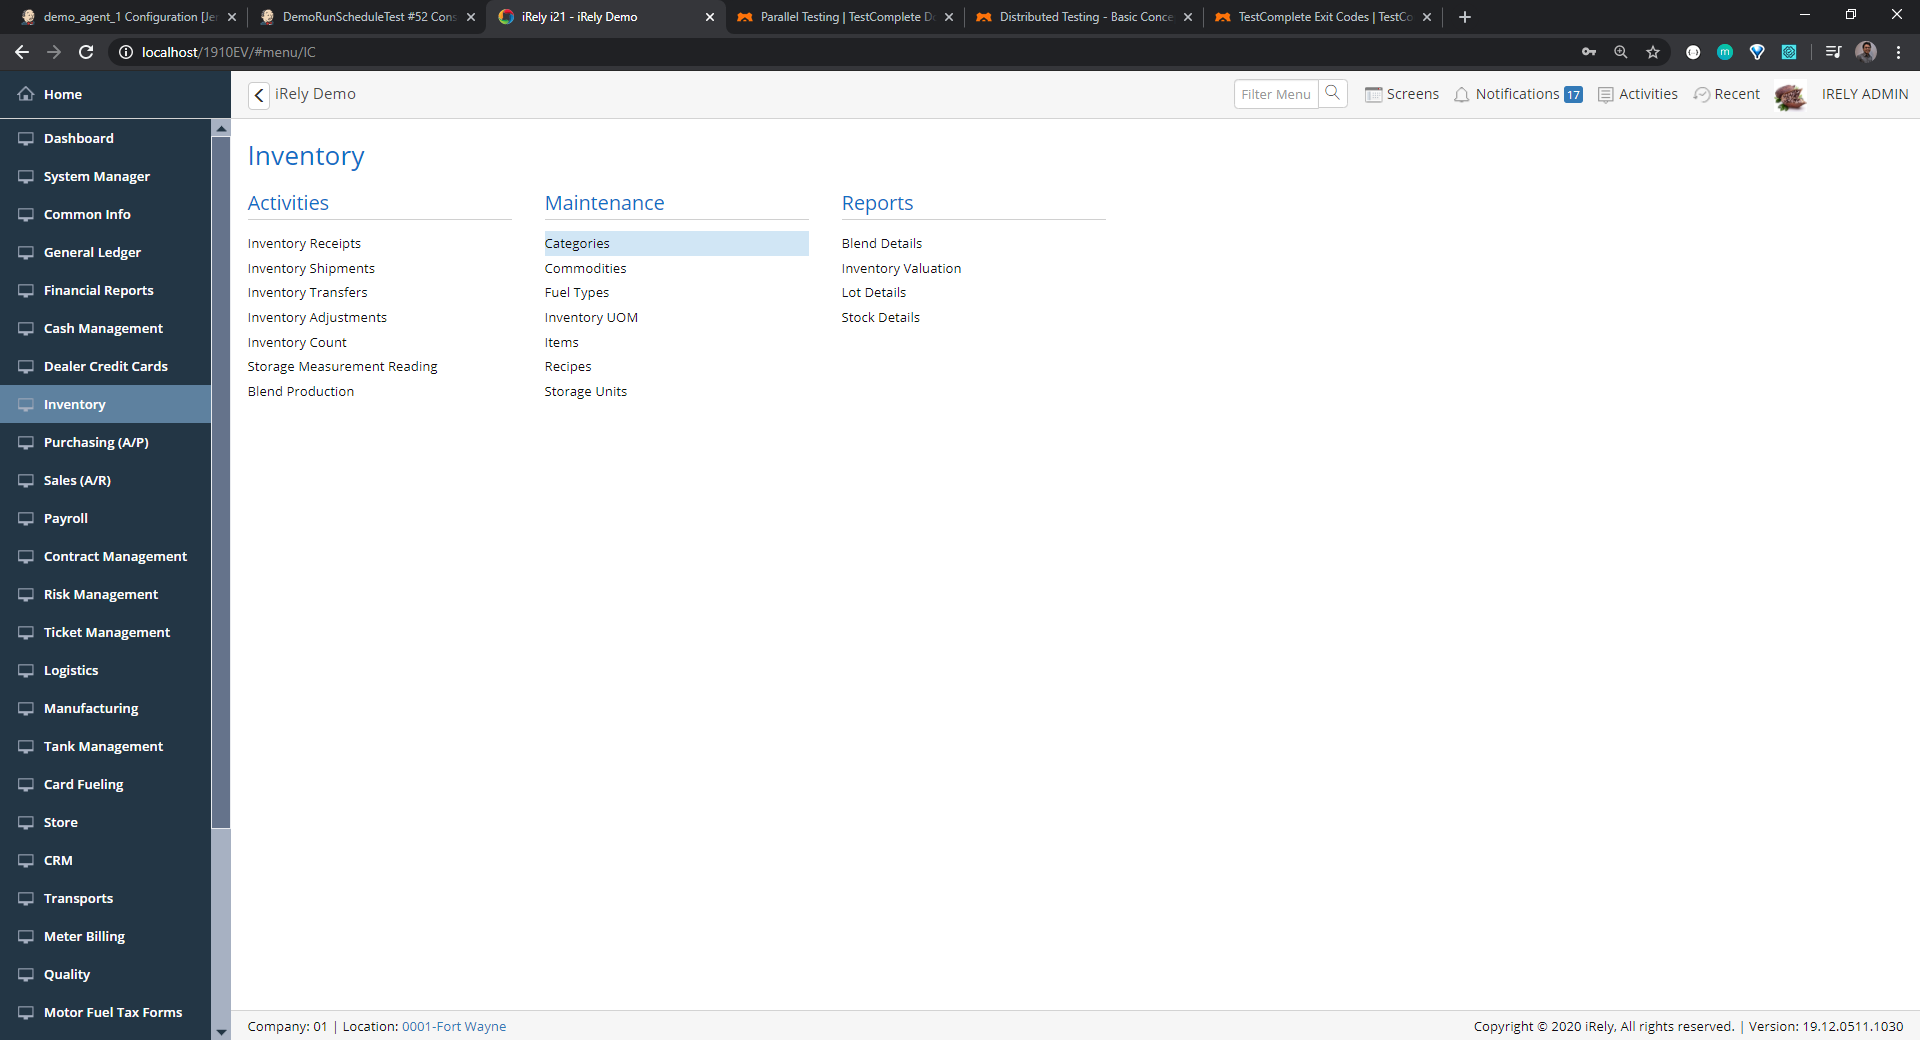 demo_agent_1 Configuration [Je
DemoRunScheduleTest #52 Cons
iRely i21 - iRely Demo
Parallel Testing | TestComplete D
Distributed Testing - Basic Conce
TestComplete Exit Codes | TestCo
localhost/1910EV/#menu/IC
m
Home
iRely Demo
Filter Menu
Screens
Notifications 17
Activities
Recent
IRELY ADMIN
Dashboard
System Manager
Common Info
General Ledger
Financial Reports
Cash Management
Dealer Credit Cards
Inventory
Purchasing (A/P)
Sales (A/R)
Payroll
Contract Management
Risk Management
Ticket Management
Logistics
Manufacturing
Tank Management
Card Fueling
Store
CRM
Transports
Meter Billing
Quality
Motor Fuel Tax Forms
Inventory
Activities
Inventory Receipts
Inventory Shipments
Inventory Transfers
Inventory Adjustments
Inventory Count
Storage Measurement Reading
Blend Production
Maintenance
Categories
Commodities
Fuel Types
Inventory UOM
Items
Recipes
Storage Units
Reports
Blend Details
Inventory Valuation
Lot Details
Stock Details
Company: 01 | Location: 0001-Fort Wayne
Copyright © 2020 iRely, All rights reserved. | Version: 19.12.0511.1030